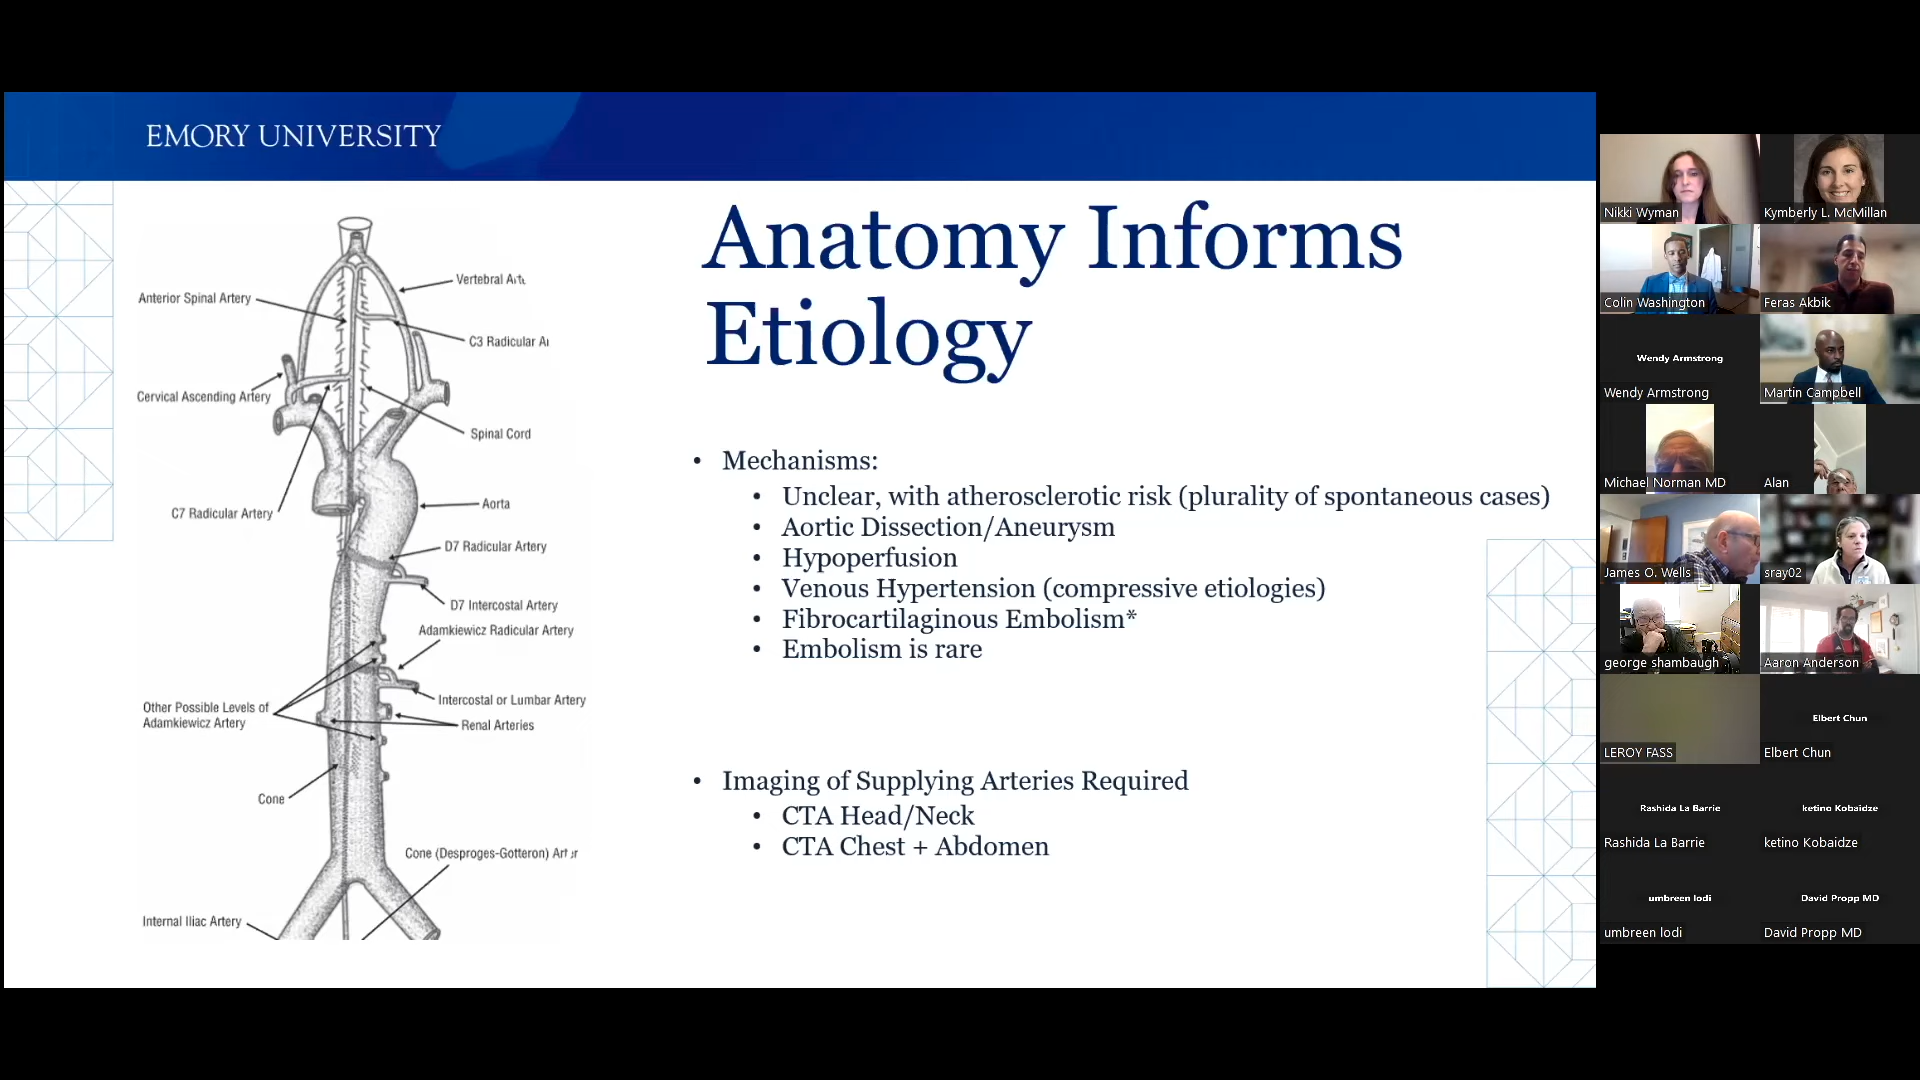 EMORY UNIVERSITY
Anatomy Informs
Etiology
• Mechanisms:
• Unclear, with atherosclerotic risk (plurality of spontaneous cases)
• Aortic Dissection/Aneurysm
• Hypoperfusion
• Venous Hypertension (compressive etiologies)
• Fibrocartilaginous Embolism*
• Embolism is rare
• Imaging of Supplying Arteries Required
• CTA Head/Neck
• CTA Chest + Abdomen
Vertebral
Anterior Spinal Artery
C3 Radicular
Cervical Ascending Artery
Spinal Cord
C7 Radicular Artery
Aorta
D7 Radicular Artery
D7 Intercostal Artery
Adamkiewicz Radicular Artery
Intercostal or Lumbar Artery
Other Possible Levels of
Adamkiewicz Artery
Renal Arteries
Cone
Cone (Desproges-Gotteron)
Internal Iliac Artery
Nikki Wyman
Kymberly L. McMillan
Colin Washington
Feras Akbik
Wendy Armstrong
Wendy Armstrong
Martin Campbell
Michael Norman MD
Alan
James O. Wells
sray02
george shambaugh
Aaron Anderson
LEROY FASS
Elbert Chun
Elbert Chun
Rashida La Barrie
Rashida La Barrie
ketino Kobaidze
ketino Kobaidze
umbreen lodi
umbreen lodi
David Propp MD
David Propp MD